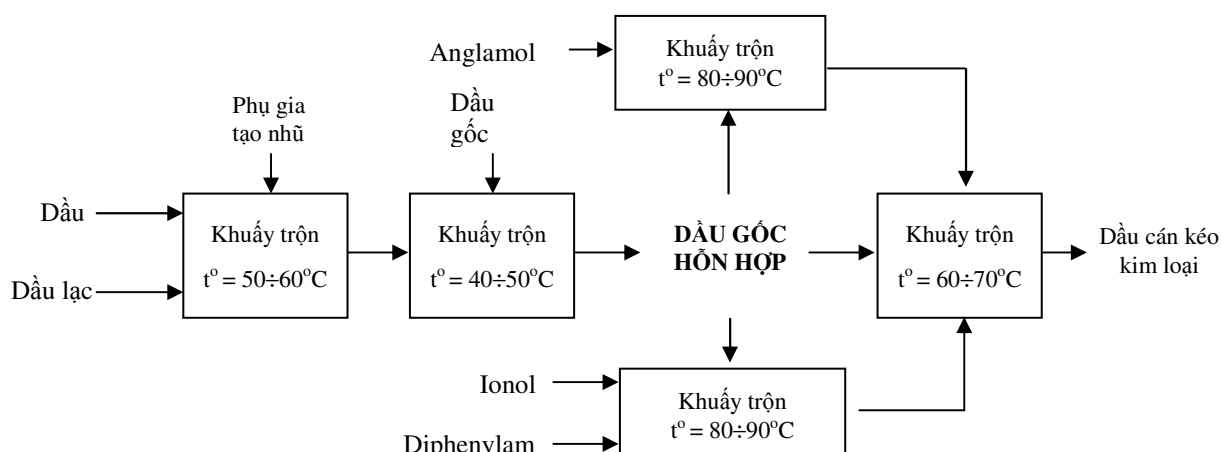 Anglamol
Khuấy trộn
tº = 80÷90ºC
Phụ gia
tạo nhũ
Dầu
gốc
Dầu
Dầu lạc
Khuấy trộn
tº = 50÷60ºC
Khuấy trộn
tº = 40÷50ºC
DẦU GỐC
HỖN HỢP
Khuấy trộn
tº = 60÷70ºC
Dầu cán kéo
kim loại
Ionol
Diphenylam
Khuấy trộn
tº = 80÷90ºC